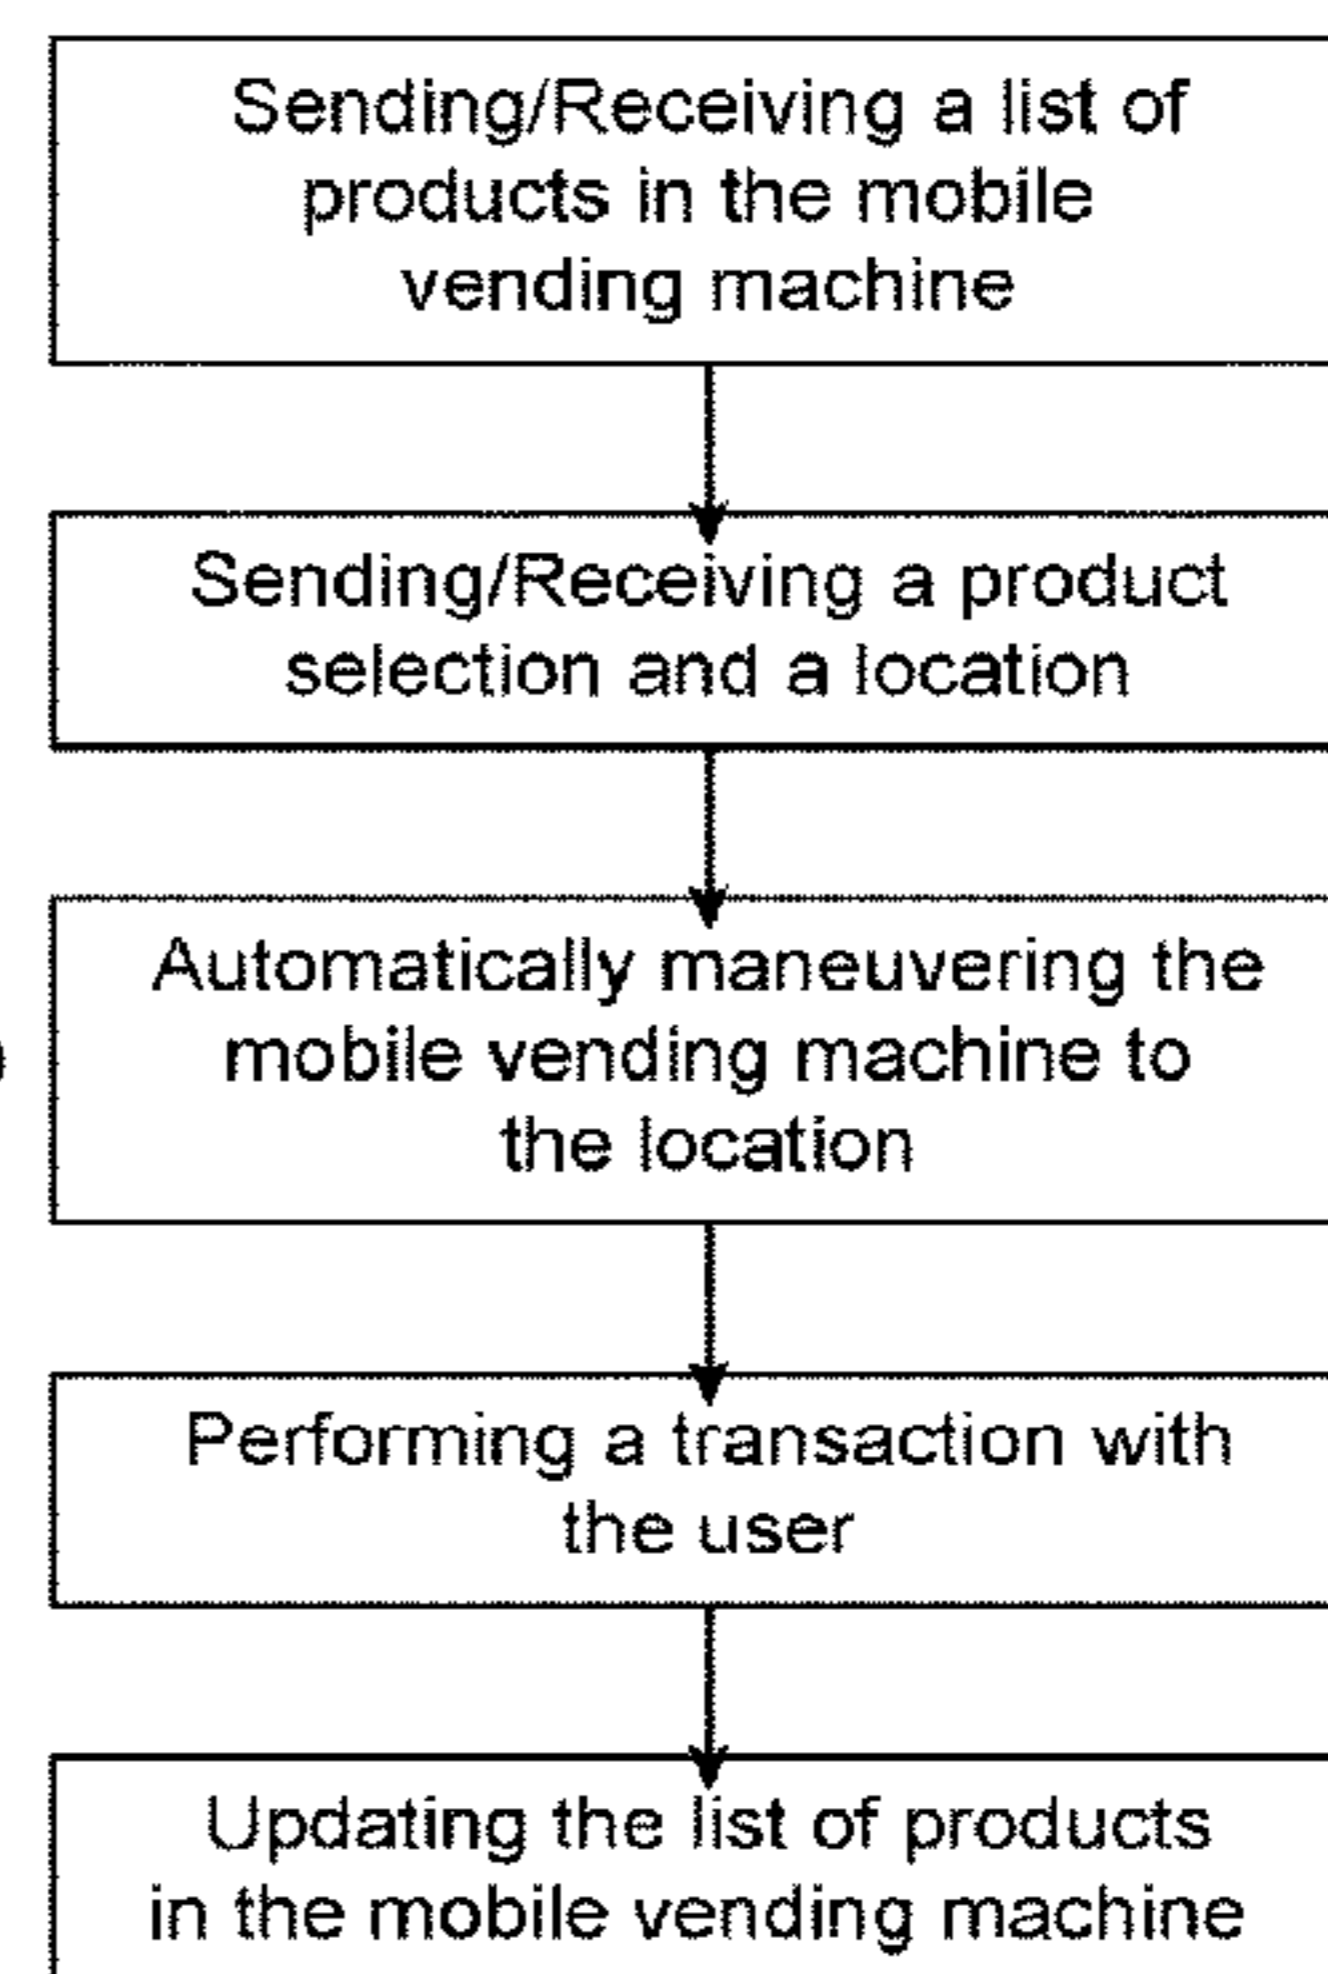 Sending/Receiving a list of
products in the mobile
vending machine
Sending/Receiving a product
selection and a location
Automatically maneuvering the
mobile vending machine to
the location
Performing a transaction with
the user
Updating the list of products
in the mobile vending machine